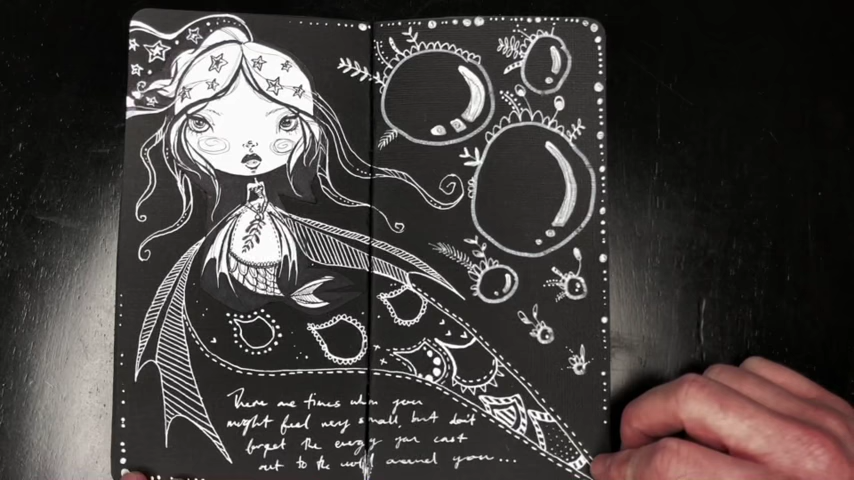 There are times when you
might feel very small, but don't
forget the energy you cast
out to the world around you...